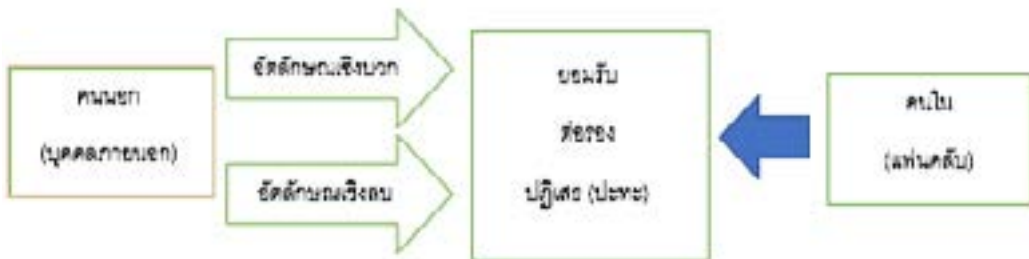 คนนอก
(บุคคลภายนอก)
อัตลักษณ์เชิงบวก
อัตลักษณ์เชิงลบ
ยอมรับ
ต่อรอง
ปฏิเสธ (ปะทะ)
คนใน
(แฟนคลับ)